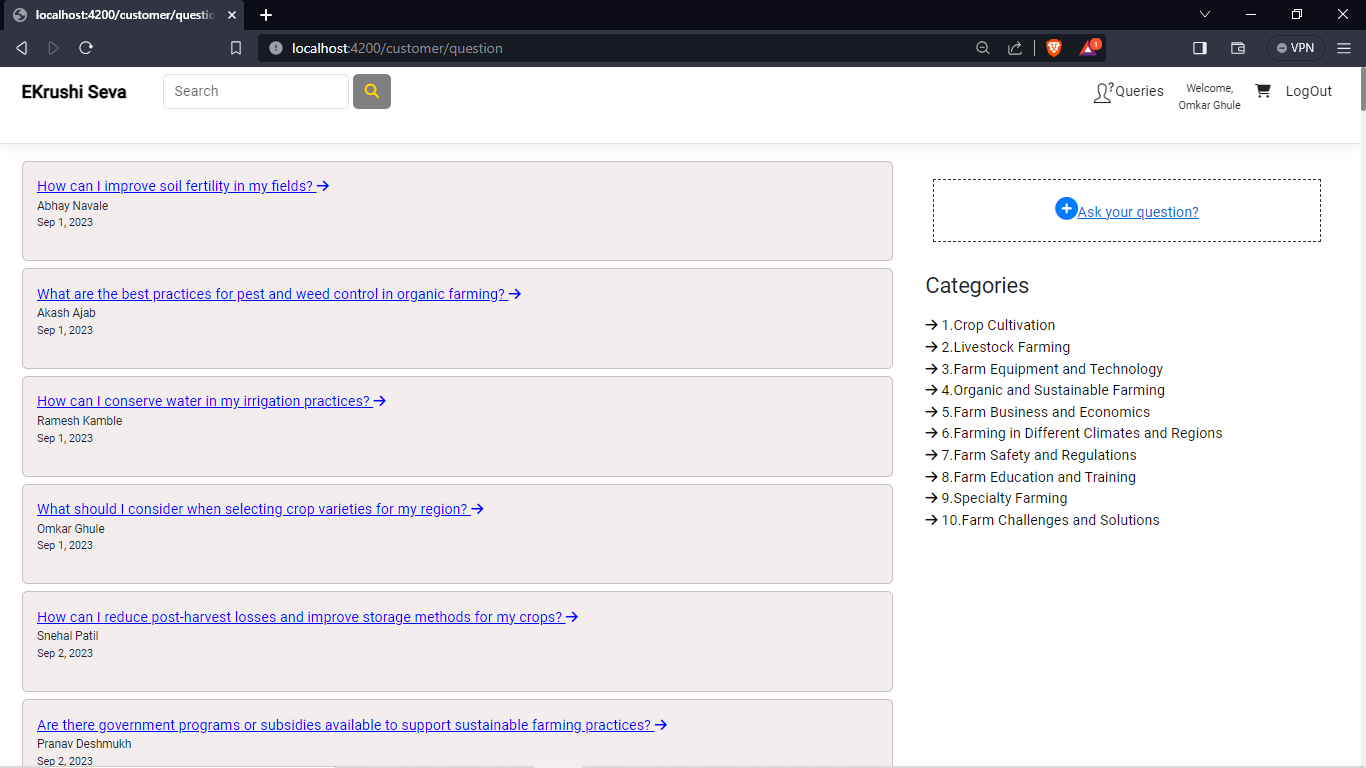 localhost:4200/customer/questic
localhost:4200/customer/question
1
VPN
EKrushi Seva
Search
Queries
Welcome,
Omkar Ghule
LogOut
How can I improve soil fertility in my fields?
Abhay Navale
Sep 1, 2023
What are the best practices for pest and weed control in organic farming?
Akash Ajab
Sep 1, 2023
How can I conserve water in my irrigation practices?
Ramesh Kamble
Sep 1, 2023
What should I consider when selecting crop varieties for my region?
Omkar Ghule
Sep 1, 2023
How can I reduce post-harvest losses and improve storage methods for my crops?
Snehal Patil
Sep 2, 2023
Are there government programs or subsidies available to support sustainable farming practices?
Pranav Deshmukh
Sep 2, 2023
Ask your question?
Categories
1.Crop Cultivation
2.Livestock Farming
3.Farm Equipment and Technology
4.Organic and Sustainable Farming
5.Farm Business and Economics
6.Farming in Different Climates and Regions
7.Farm Safety and Regulations
8.Farm Education and Training
9.Specialty Farming
10.Farm Challenges and Solutions